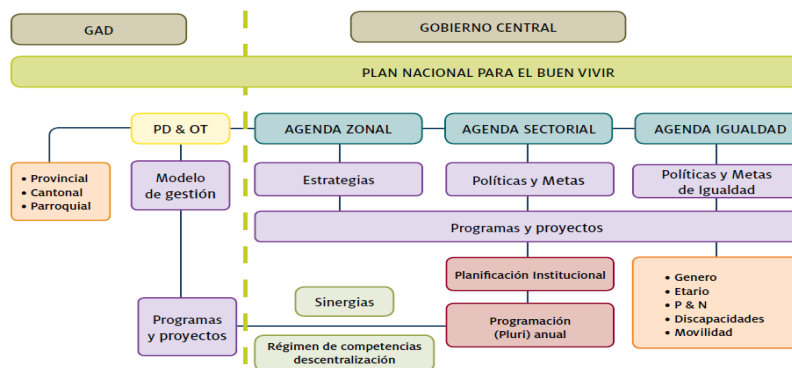 GAD
GOBIERNO CENTRAL
PLAN NACIONAL PARA EL BUEN VIVIR
PD & OT
AGENDA ZONAL
AGENDA SECTORIAL
AGENDA IGUALDAD
• Provincial
• Cantonal
• Parroquial
Modelo
de gestión
Estrategias
Políticas y Metas
Políticas y Metas
de Igualdad
Programas y proyectos
Planificación Institucional
• Genero
• Etario
• P & N
• Discapacidades
• Movilidad
Sinergias
Programas
y proyectos
Programación
(Pluri) anual
Régimen de competencias
descentralización